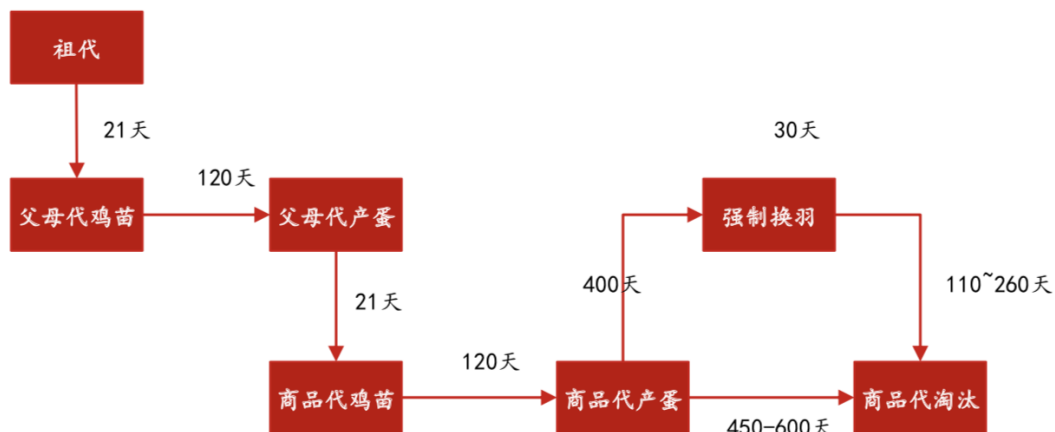 祖代
21天
30天
120天
父母代鸡苗
父母代产蛋
强制换羽
21天
400天
110~260天
120天
商品代鸡苗
商品代产蛋
商品代淘汰
450-600天